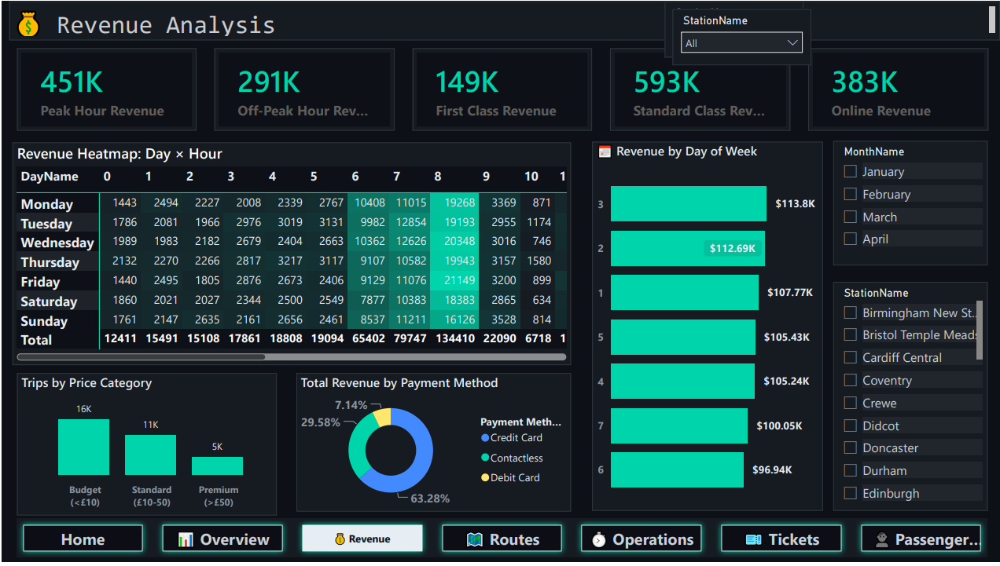 Revenue Analysis
StationName
All
451K
Peak Hour Revenue
291K
Off-Peak Hour Rev...
149K
First Class Revenue
593K
Standard Class Rev...
383K
Online Revenue
Revenue Heatmap: Day × Hour
DayName 0 1 2 3 4 5 6 7 8 9 10 1
Monday 1443 2494 2227 2008 2339 2767 10408 11015 19268 3369 871
Tuesday 1786 2081 1966 2976 3019 3131 9982 12854 19193 2955 1174
Wednesday 1989 1983 2182 2679 2404 2663 10362 12626 20348 3016 746
Thursday 2132 2270 2266 2817 3217 3117 9107 10582 19943 3157 1580
Friday 1440 2495 1805 2876 2673 2406 9129 11076 21149 3200 899
Saturday 1860 2021 2027 2344 2500 2549 7877 10383 18383 2865 634
Sunday 1761 2147 2635 2161 2656 2461 8537 11211 16126 3528 814
Total 12411 15491 15108 17861 18808 19094 65402 79747 134410 22090 6718 1
Revenue by Day of Week
3 $113.8K
2 $112.69K
1 $107.77K
5 $105.43K
4 $105.24K
7 $100.05K
6 $96.94K
MonthName
January
February
March
April
StationName
Birmingham New St...
Bristol Temple Meads
Cardiff Central
Coventry
Crewe
Didcot
Doncaster
Durham
Edinburgh
Trips by Price Category
16K
11K
5K
Budget
(<£10)
Standard
(£10-50)
Premium
(>£50)
Total Revenue by Payment Method
7.14%
29.58%
63.28%
Payment Meth...
Credit Card
Contactless
Debit Card
Home
Overview
Revenue
Routes
Operations
Tickets
Passenger...